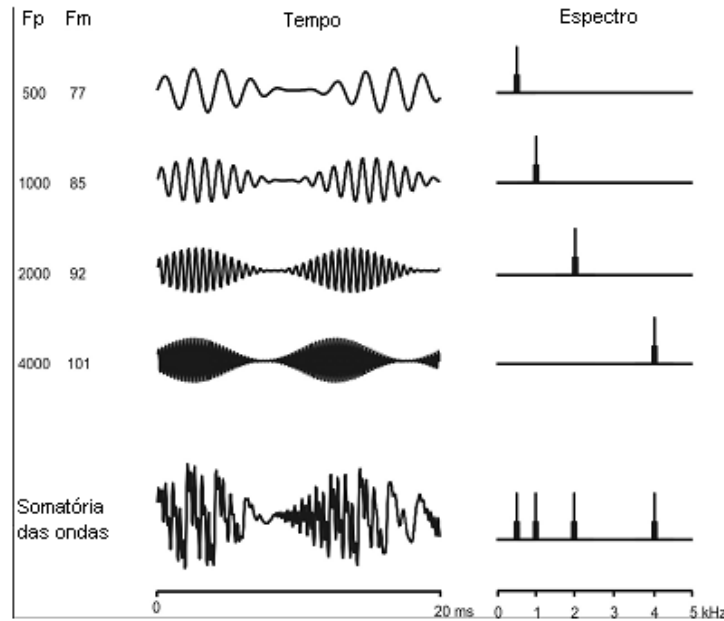 Fp Fm Tempo Espectro
500 77
1000 85
2000 92
4000 101
Somatória
das ondas
0 20 ms 0 1 2 3 4 5 kHz